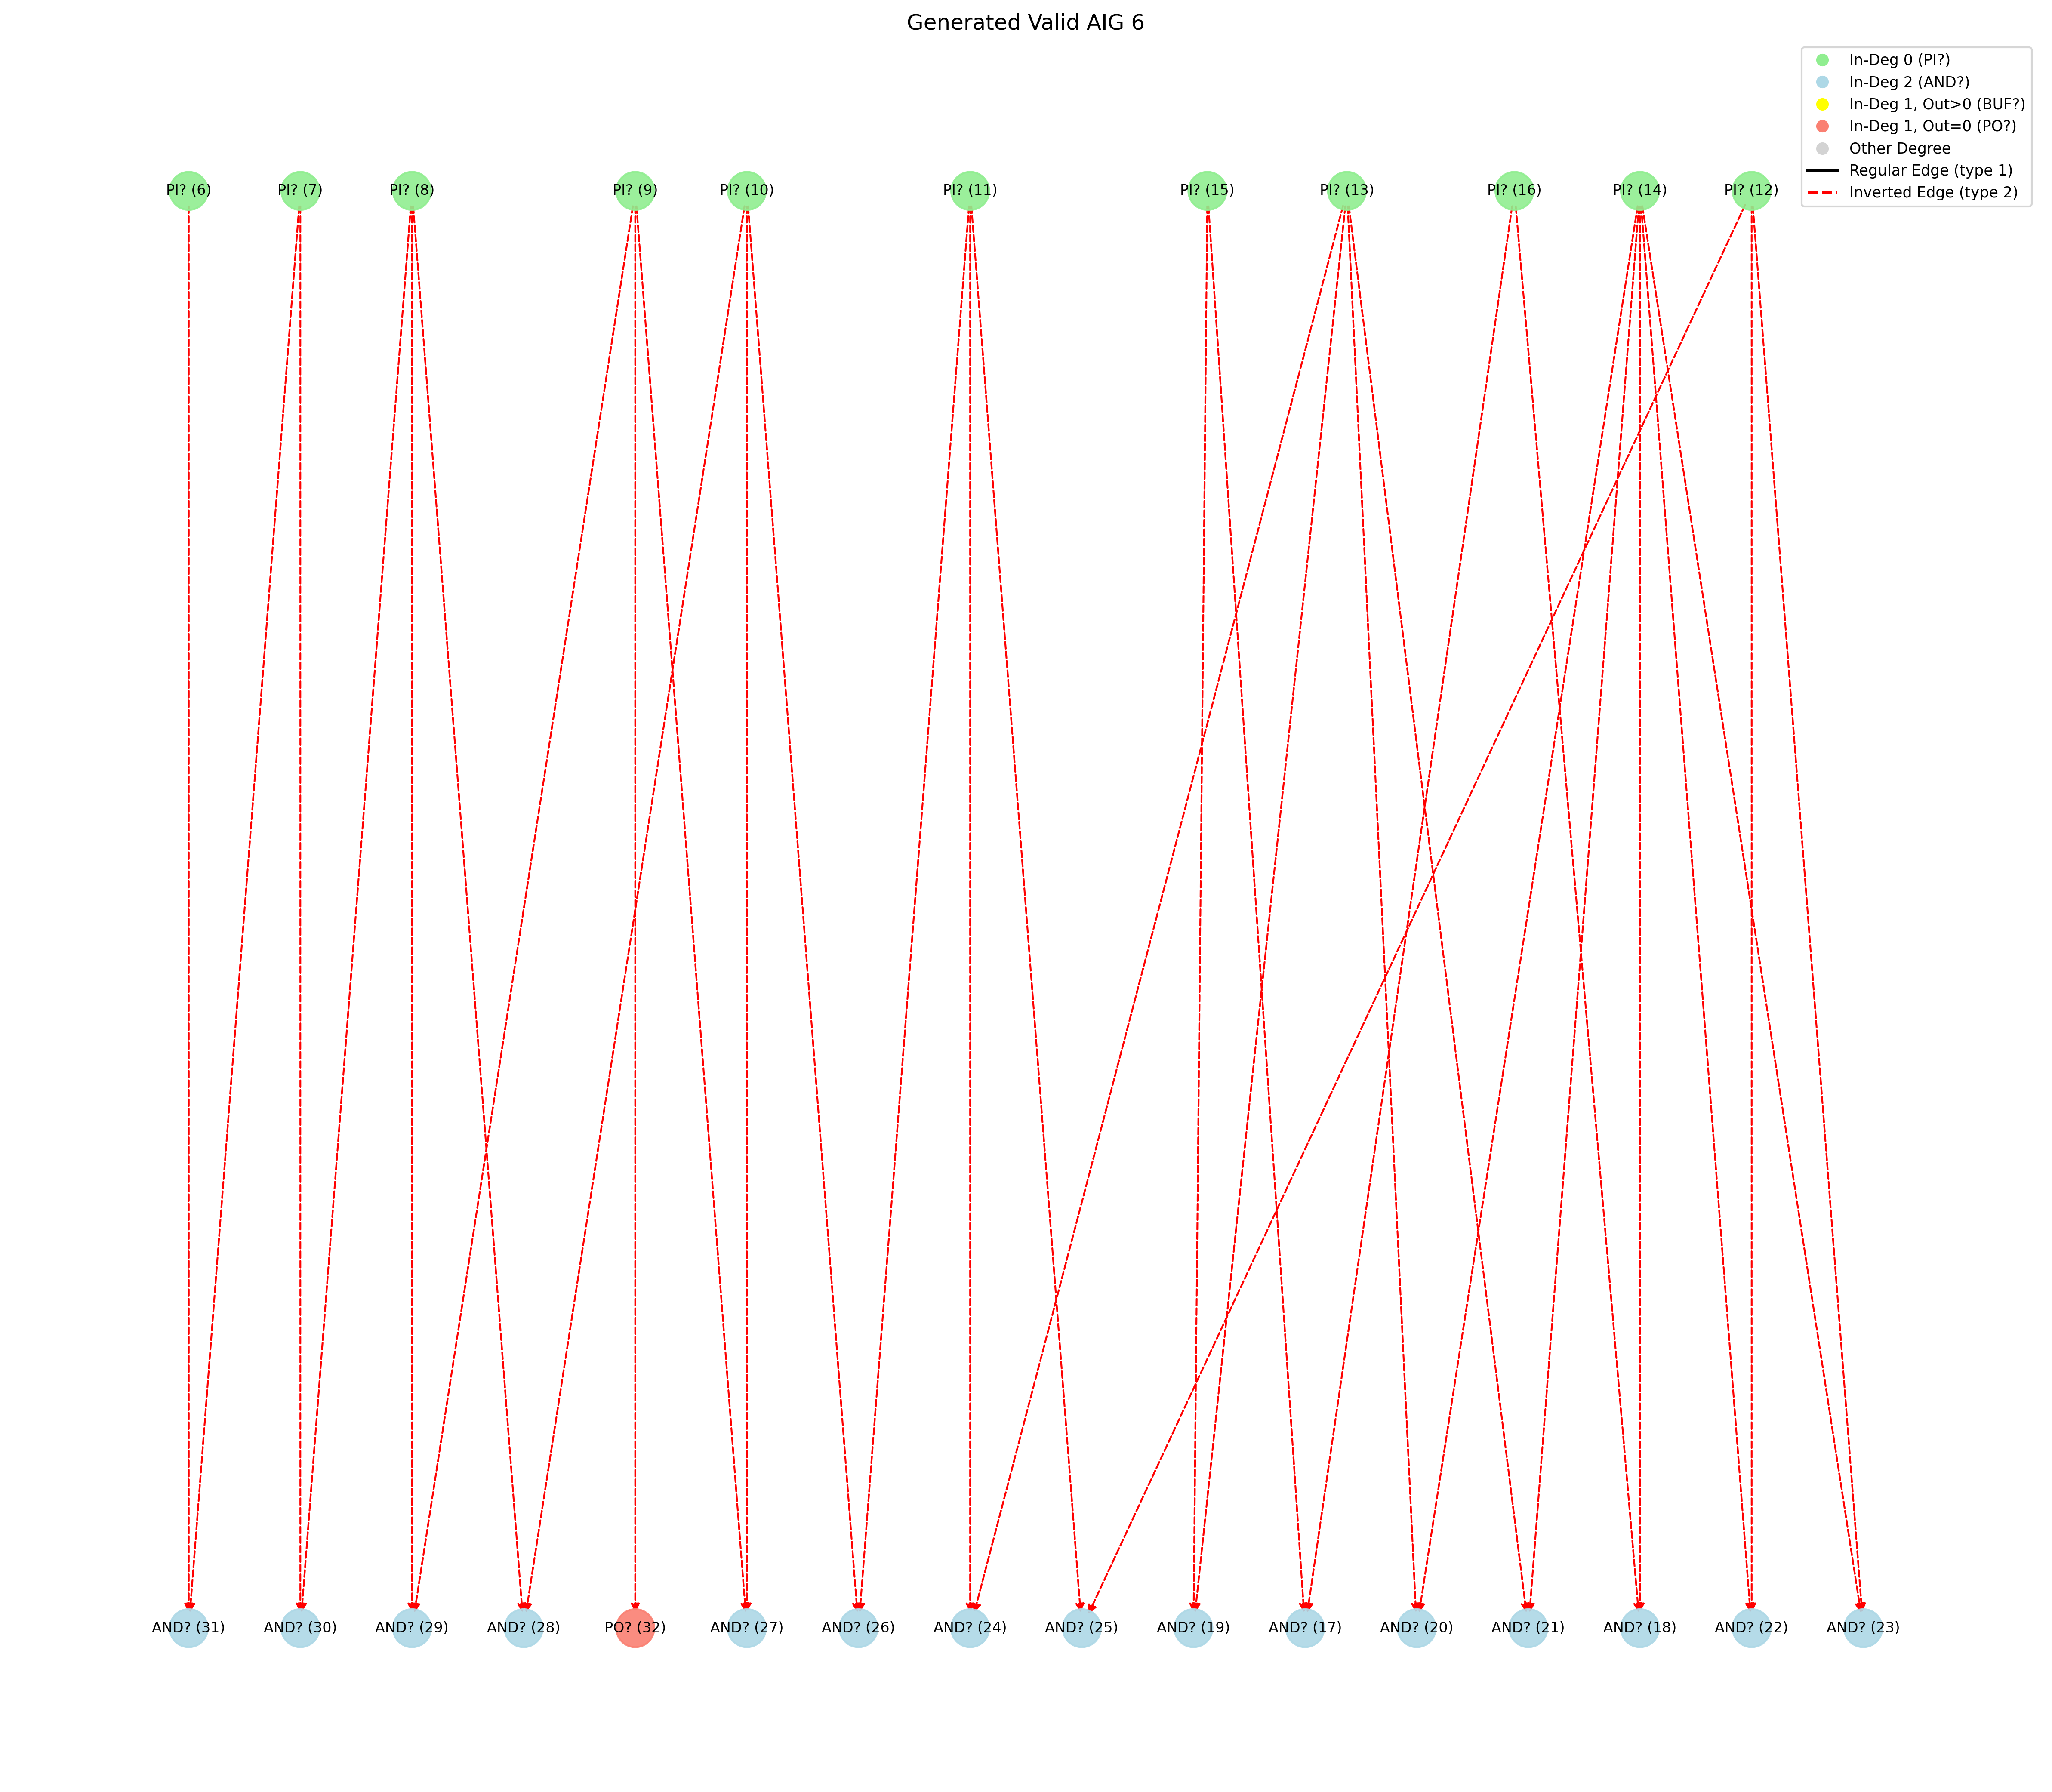 Generated Valid AIG 6
In-Deg 0 (PI?)
In-Deg 2 (AND?)
In-Deg 1, Out>0 (BUF?)
In-Deg 1, Out=0 (PO?)
Other Degree
Regular Edge (type 1)
Inverted Edge (type 2)
PI? (6) PI? (7) PI? (8) PI? (9) PI? (10) PI? (11) PI? (15) PI? (13) PI? (16) PI? (14) PI? (12)
AND? (31) AND? (30) AND? (29) AND? (28) PO? (32) AND? (27) AND? (26) AND? (24) AND? (25) AND? (19) AND? (17) AND? (20) AND? (21) AND? (18) AND? (22) AND? (23)